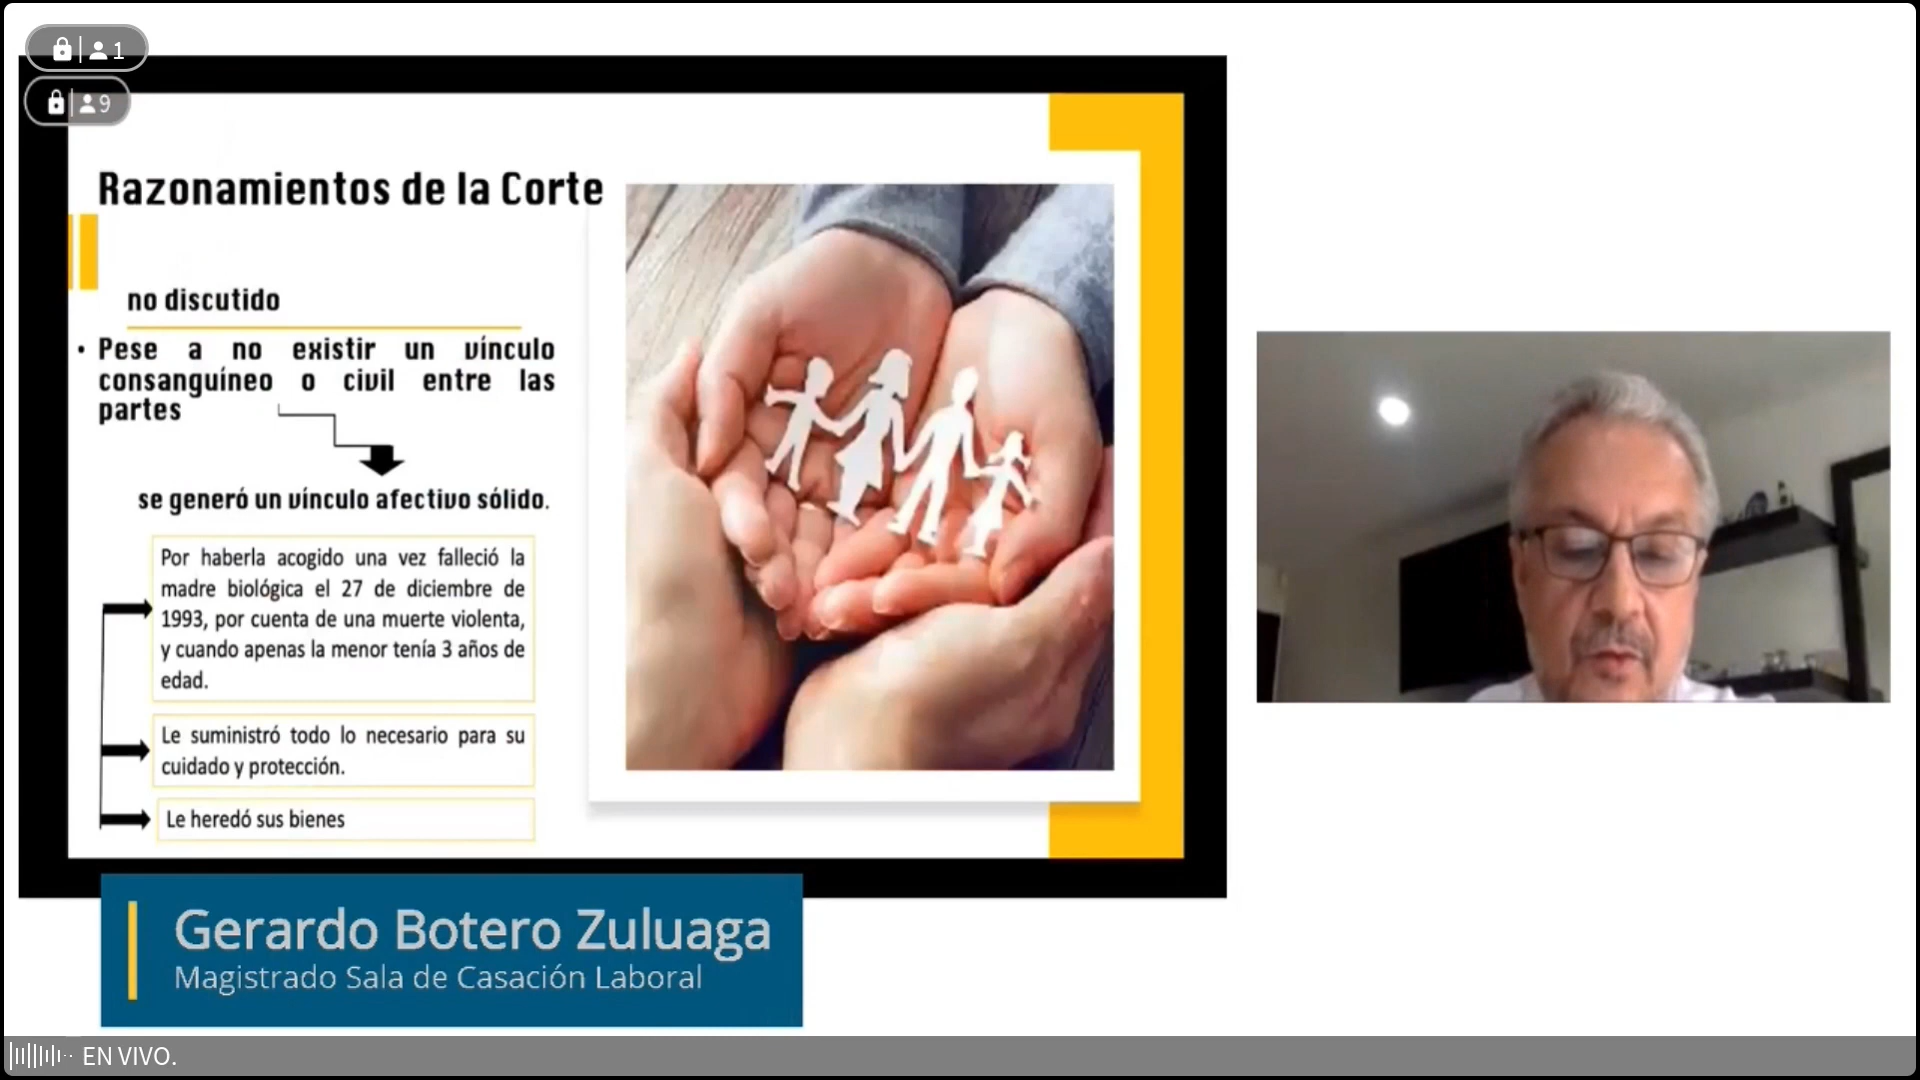 1
9
Razonamientos de la Corte
no discutido
• Pese a no existir un vínculo
consanguíneo o civil entre las
partes
se generó un vínculo afectivo sólido.
Por haberla acogido una vez falleció la
madre biológica el 27 de diciembre de
1993, por cuenta de una muerte violenta,
y cuando apenas la menor tenía 3 años de
edad.
Le suministró todo lo necesario para su
cuidado y protección.
Le heredó sus bienes
Gerardo Botero Zuluaga
Magistrado Sala de Casación Laboral
EN VIVO.